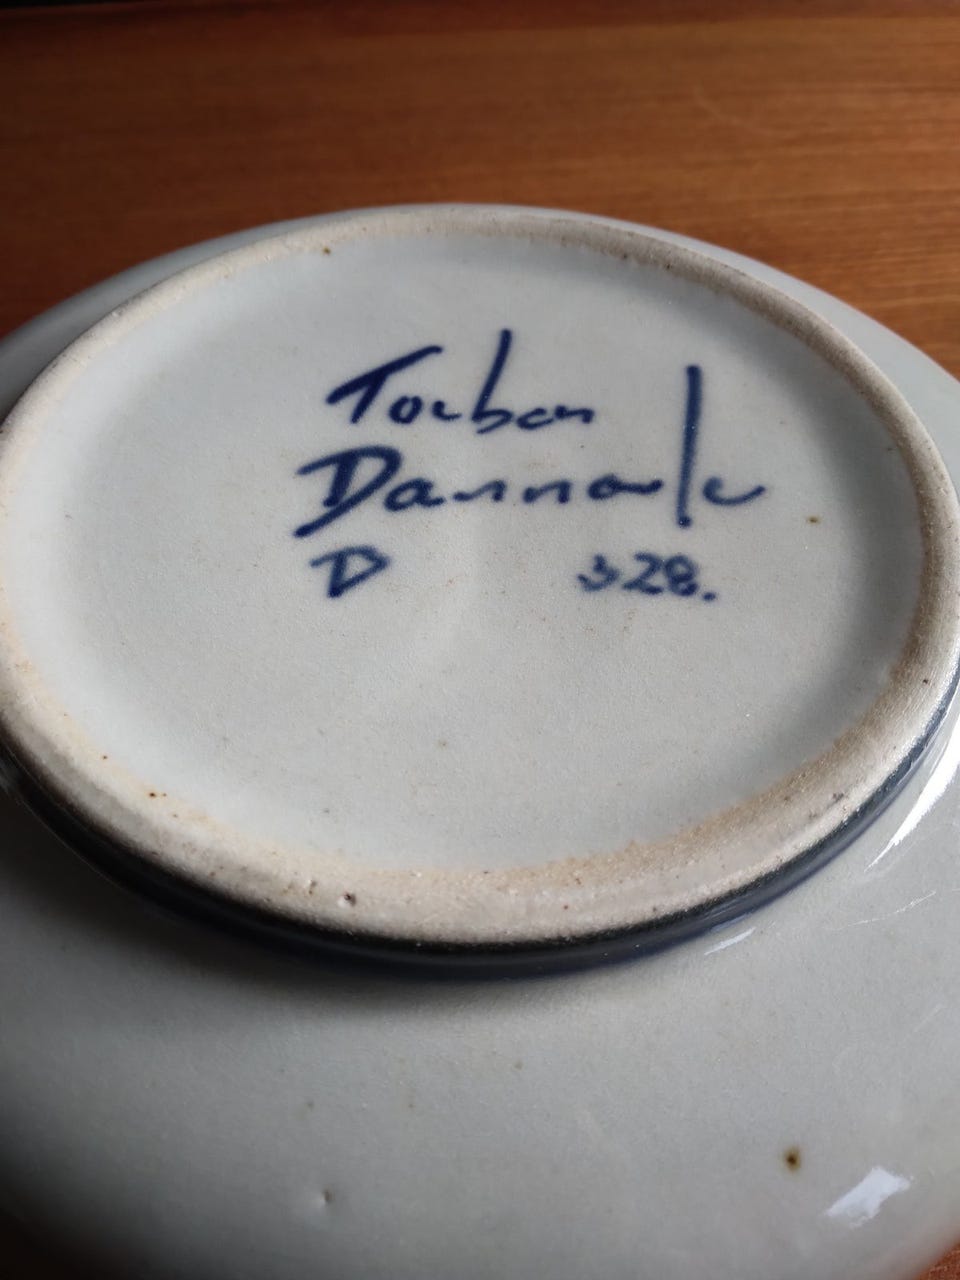 Torben
Danmark
D 328.